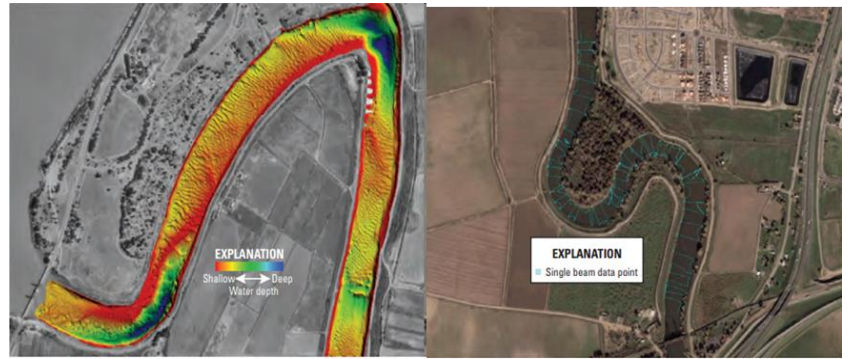 EXPLANATION
Shallow Deep
Water depth
EXPLANATION
Single beam data point